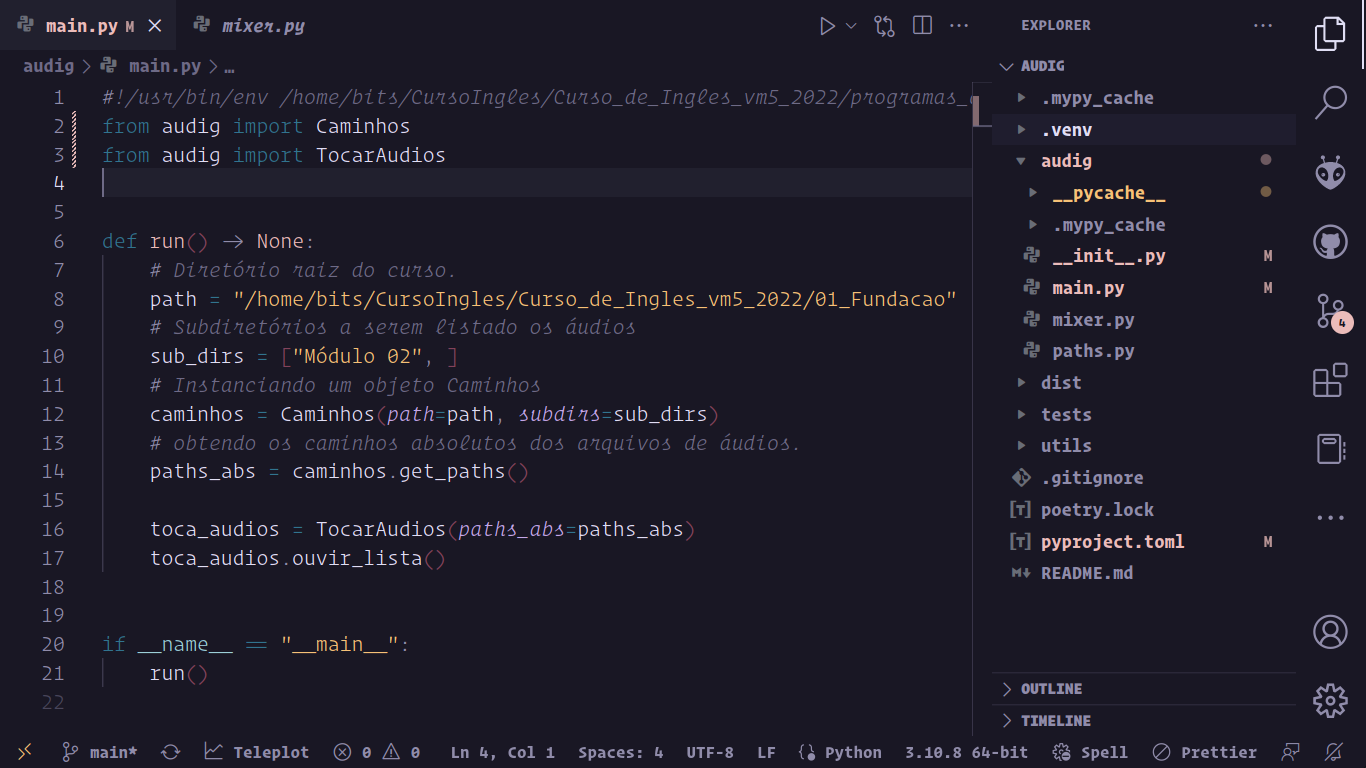 main.py M
mixer.py
audig > main.py > …
1 #!/usr/bin/env /home/bits/CursoIngles/Curso_de_Ingles_vm5_2022/programas_
2 from audig import Caminhos
3 from audig import TocarAudios
4
5
6 def run() -> None:
7 # Diretório raiz do curso.
8 path = "/home/bits/CursoIngles/Curso_de_Ingles_vm5_2022/01_Fundacao"
9 # Subdiretórios a serem listado os áudios
10 sub_dirs = ["Módulo 02", ]
11 # Instanciando um objeto Caminhos
12 caminhos = Caminhos(path=path, subdirs=sub_dirs)
13 # obtendo os caminhos absolutos dos arquivos de áudios.
14 paths_abs = caminhos.get_paths()
15
16 toca_audios = TocarAudios(paths_abs=paths_abs)
17 toca_audios.ouvir_lista()
18
19
20 if __name__ == "__main__":
21 run()
22
EXPLORER
AUDIG
.mypy_cache
.venv
audig
__pycache__
.mypy_cache
__init__.py M
main.py M
mixer.py
paths.py
dist
tests
utils
.gitignore
poetry.lock
pyproject.toml M
README.md
OUTLINE
TIMELINE
4
main* Teleplot 0 0 Ln 4, Col 1 Spaces: 4 UTF-8 LF Python 3.10.8 64-bit Spell Prettier